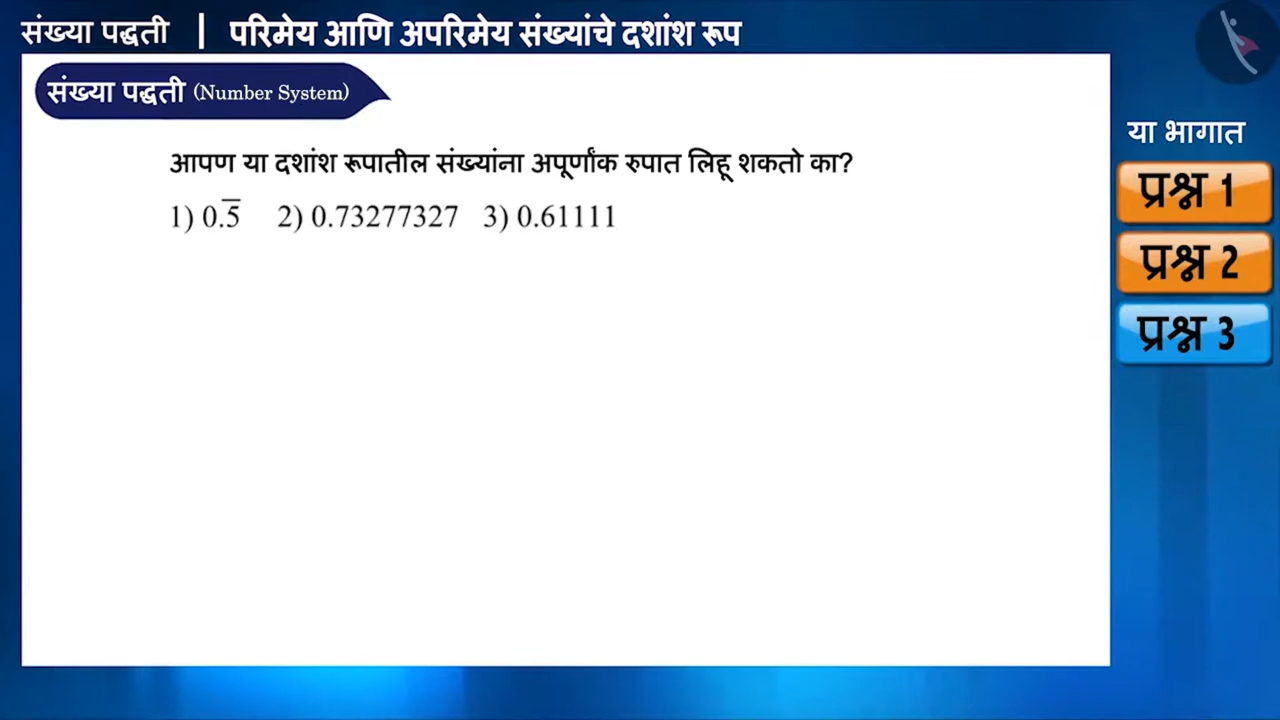 संख्या पद्धती | परिमेय आणि अपरिमेय संख्यांचे दशांश रूप
संख्या पद्धती (Number System)
आपण या दशांश रूपातील संख्यांना अपूर्णांक रुपात लिहू शकतो का?
1) 0.5̅ 2) 0.73277327 3) 0.61111
या भागात
प्रश्न 1
प्रश्न 2
प्रश्न 3